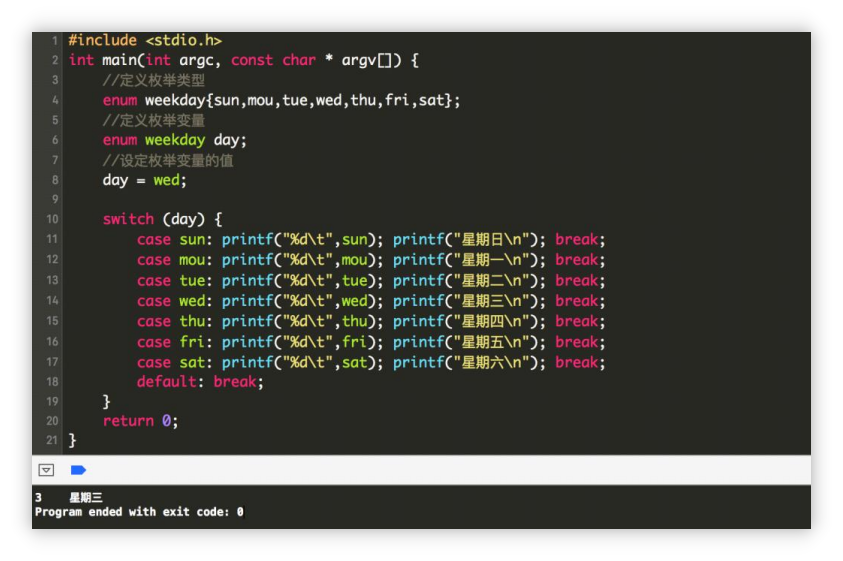 1 #include <stdio.h>
2 int main(int argc, const char * argv[]) {
3     //定义枚举类型
4     enum weekday{sun,mou,tue,wed,thu,fri,sat};
5     //定义枚举变量
6     enum weekday day;
7     //设定枚举变量的值
8     day = wed;
9
10     switch (day) {
11         case sun: printf("%d\t",sun); printf("星期日\n"); break;
12         case mou: printf("%d\t",mou); printf("星期一\n"); break;
13         case tue: printf("%d\t",tue); printf("星期二\n"); break;
14         case wed: printf("%d\t",wed); printf("星期三\n"); break;
15         case thu: printf("%d\t",thu); printf("星期四\n"); break;
16         case fri: printf("%d\t",fri); printf("星期五\n"); break;
17         case sat: printf("%d\t",sat); printf("星期六\n"); break;
18         default: break;
19     }
20     return 0;
21 }
3    星期三
Program ended with exit code: 0